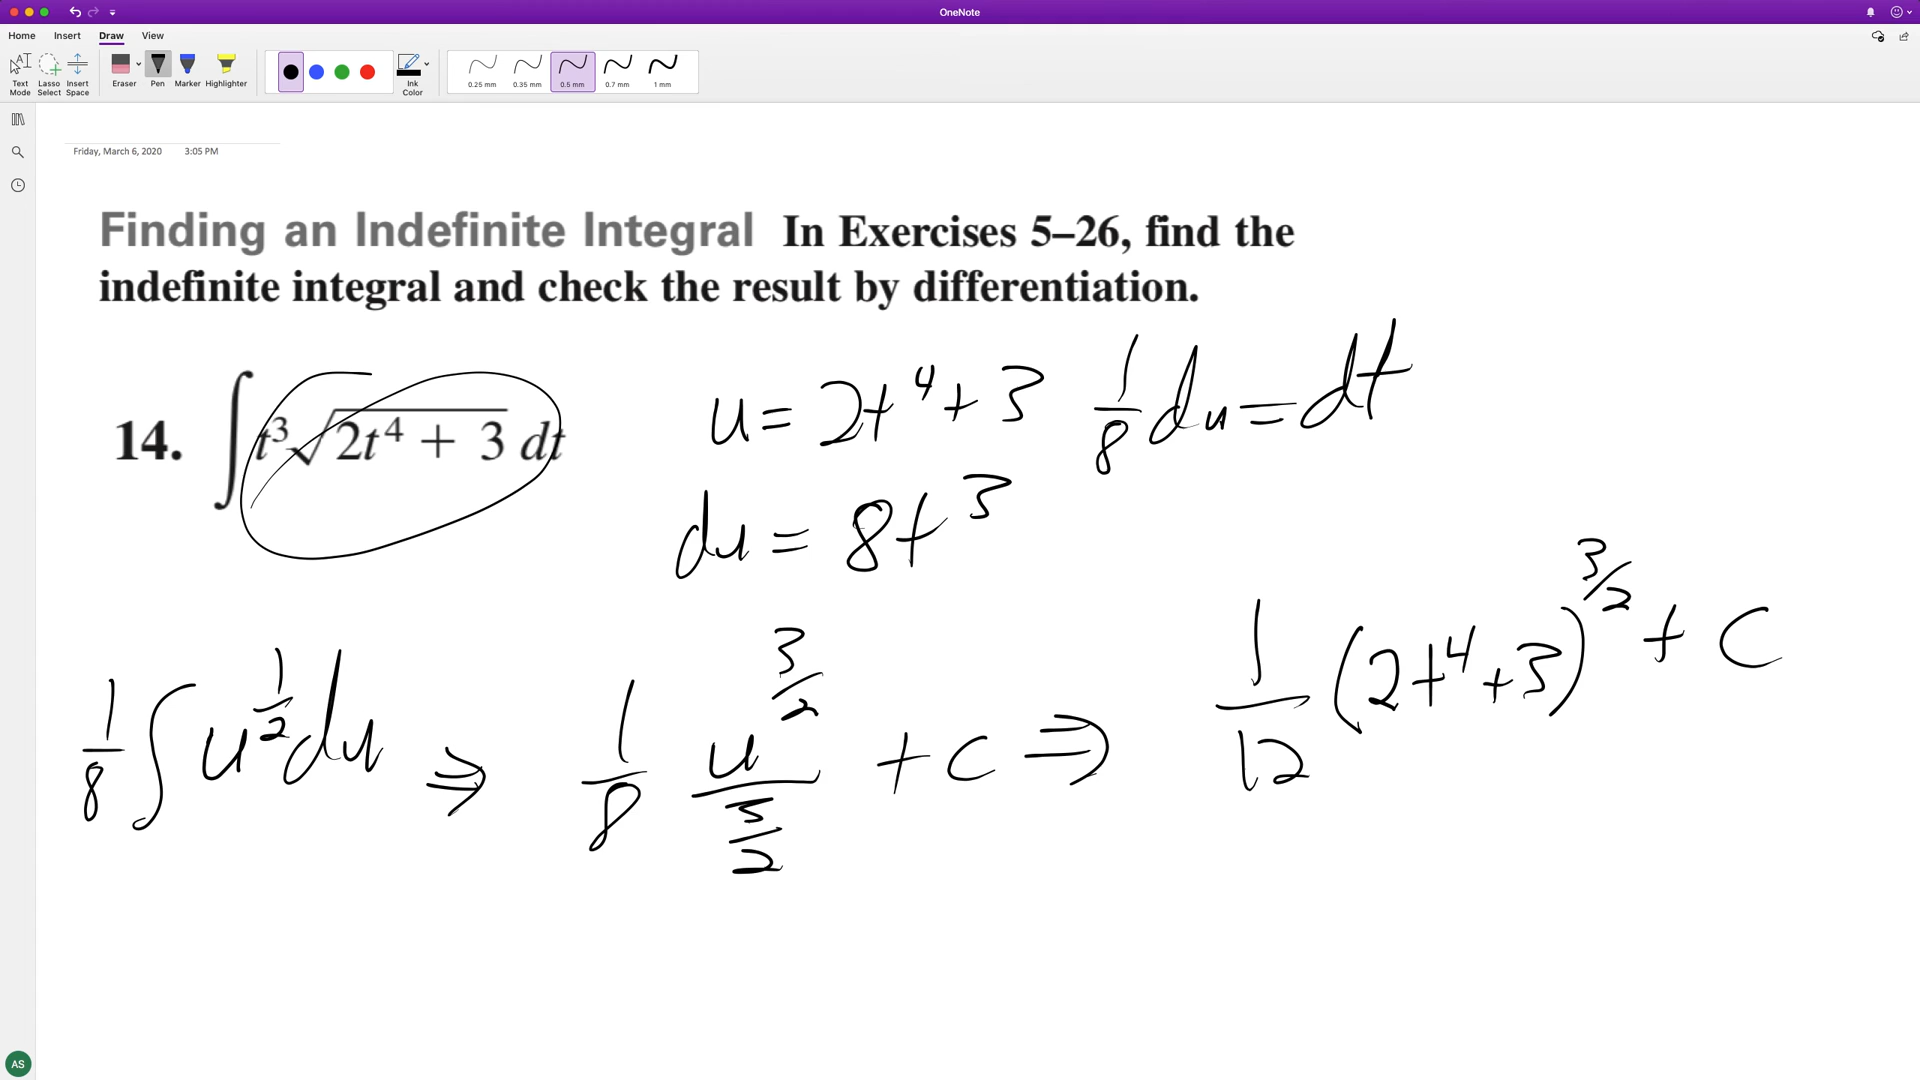 OneNote
Home Insert Draw View
Text Mode Lasso Select Insert Space Eraser Pen Marker Highlighter Ink Color 0.25 mm 0.35 mm 0.5 mm 0.7 mm 1 mm
Friday, March 6, 2020 3:05 PM
Finding an Indefinite Integral In Exercises 5–26, find the
indefinite integral and check the result by differentiation.
14. ∫ t³√(2t⁴ + 3) dt
u = 2t⁴ + 3 1/8 du = dt
du = 8t³
1/8 ∫ u^(1/2) du ⇒ 1/8 u^(3/2)/(3/2) + C ⇒ 1/12 (2t⁴+3)^(3/2) + C
AS